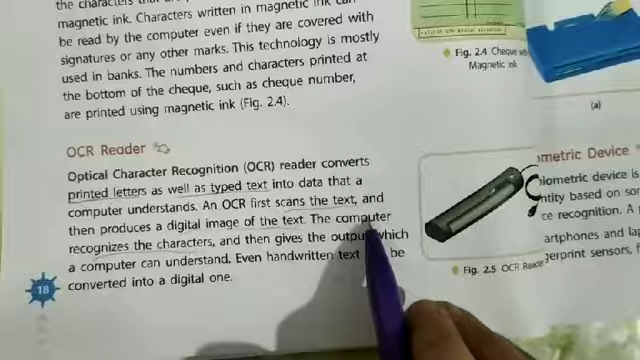 the characters that are
magnetic ink. Characters written in magnetic ink can
be read by the computer even if they are covered with
signatures or any other marks. This technology is mostly
used in banks. The numbers and characters printed at
the bottom of the cheque, such as cheque number,
are printed using magnetic ink (Fig. 2.4).
Fig. 2.4 Cheque with
Magnetic ink
(a)
OCR Reader
Optical Character Recognition (OCR) reader converts
printed letters as well as typed text into data that a
computer understands. An OCR first scans the text, and
then produces a digital image of the text. The computer
recognizes the characters, and then gives the output which
a computer can understand. Even handwritten text be
converted into a digital one.
18
Fig. 2.5 OCR Reader
ometric Device
biometric device is
ntity based on som
ce recognition. A
artphones and lap
gerprint sensors, f